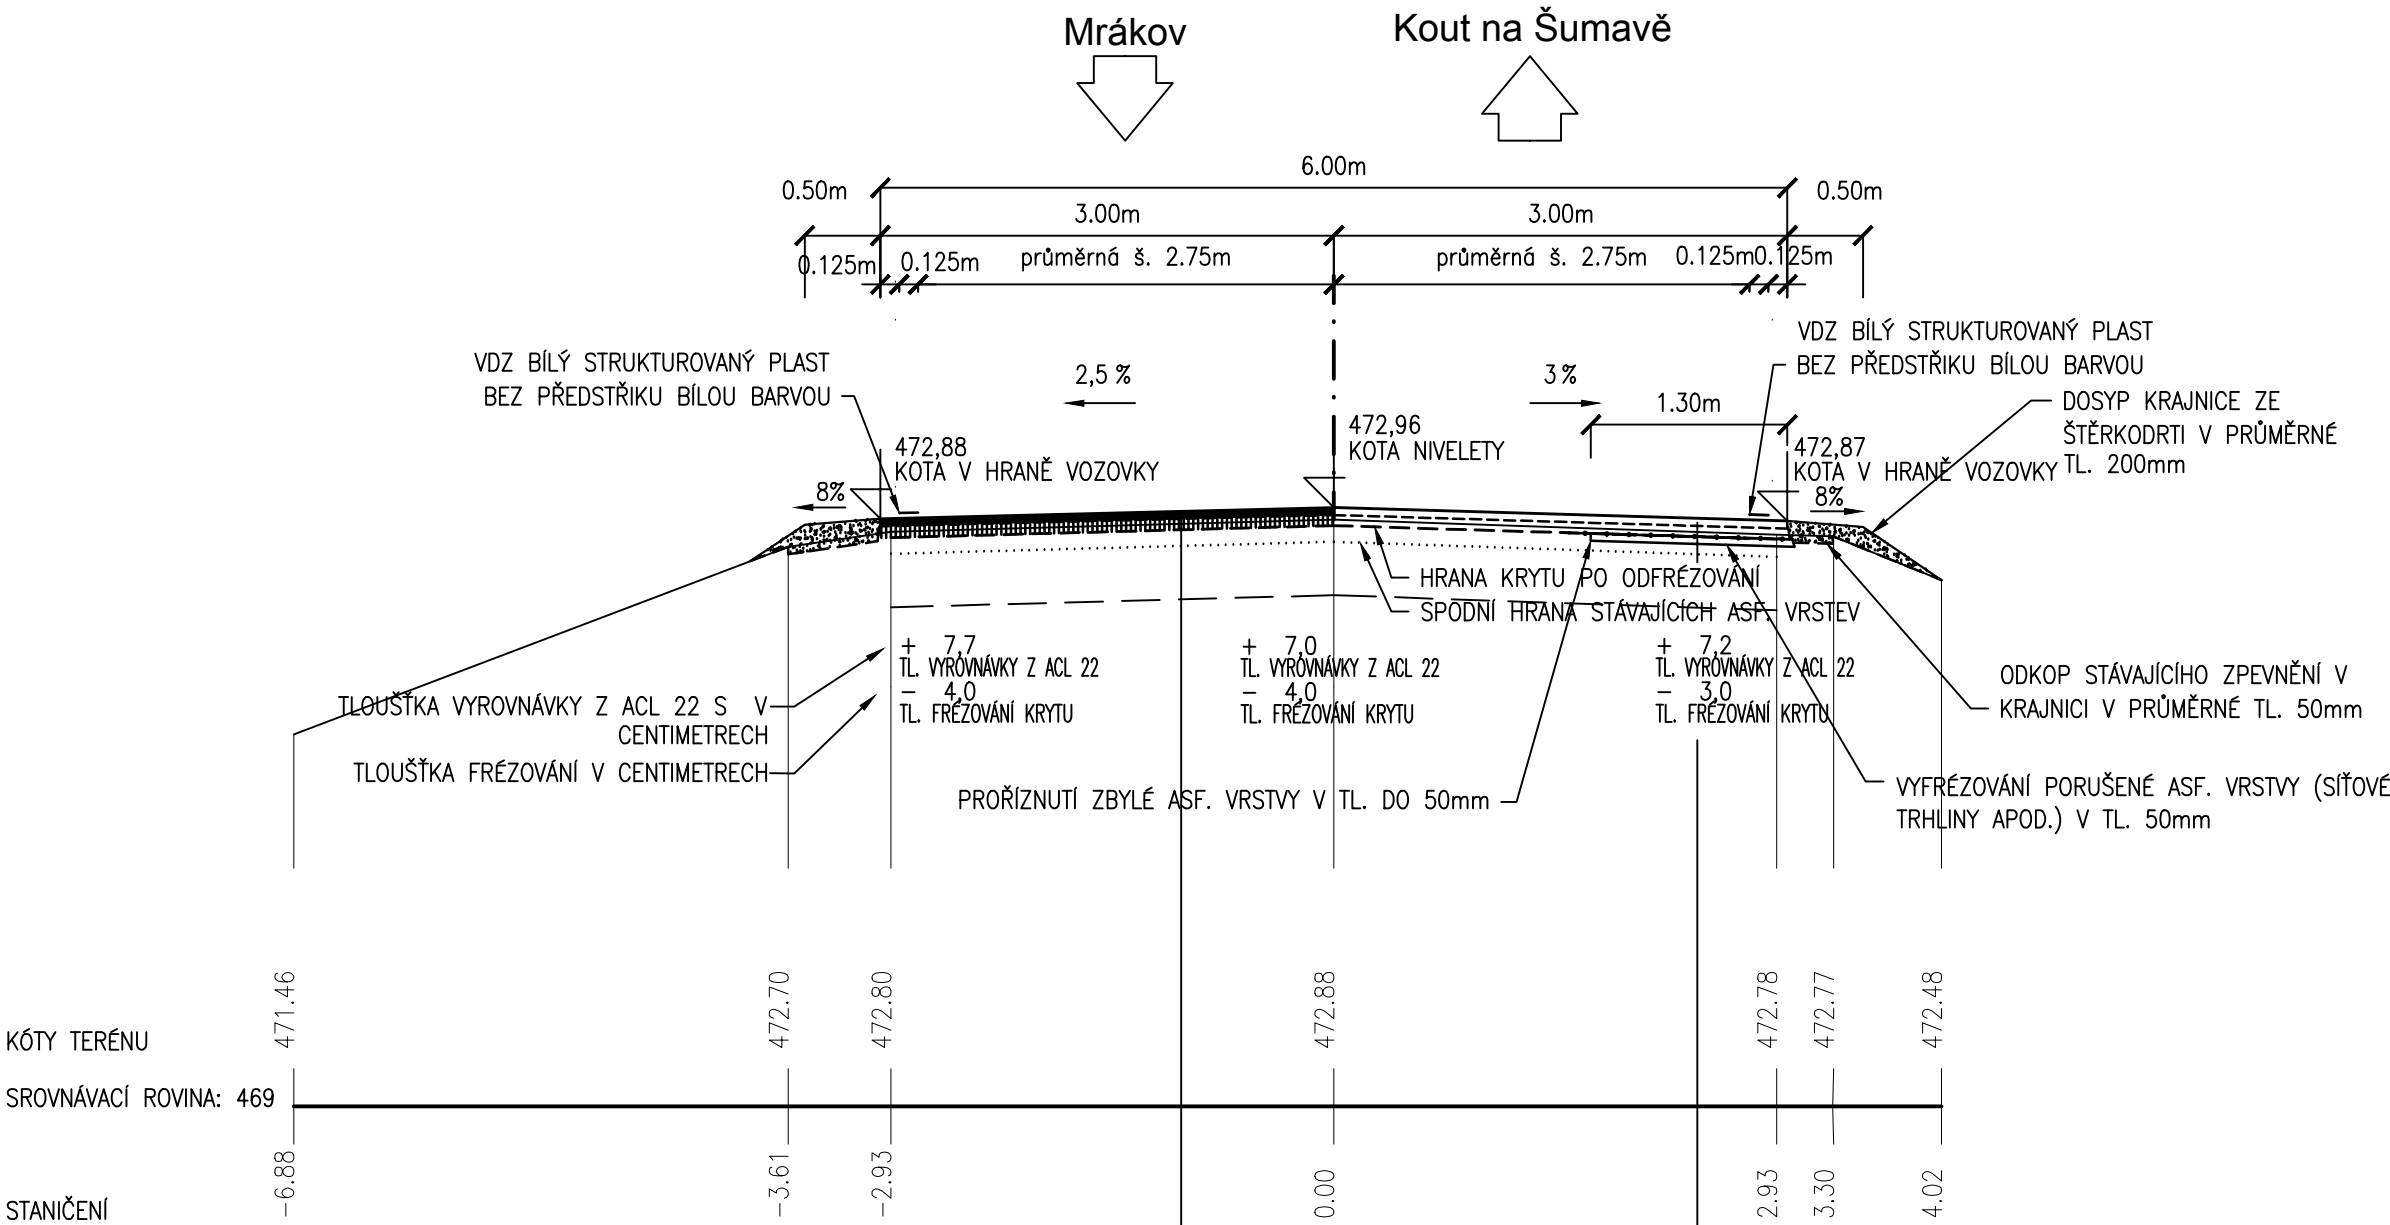 Mrákov
Kout na Šumavě
6.00m
0.50m
0.50m
3.00m
3.00m
0.125m
0.125m
průměrná š. 2.75m
průměrná š. 2.75m
0.125m
0.125m
VDZ BÍLÝ STRUKTUROVANÝ PLAST
BEZ PŘEDSTŘIKU BÍLOU BARVOU
VDZ BÍLÝ STRUKTUROVANÝ PLAST
BEZ PŘEDSTŘIKU BÍLOU BARVOU
2,5 %
3 %
1.30m
DOSYP KRAJNICE ZE
ŠTĚRKODRTI V PRŮMĚRNÉ
TL. 200mm
472,88
KOTA V HRANĚ VOZOVKY
472,96
KOTA NIVELETY
472,87
KOTA V HRANĚ VOZOVKY
8%
8%
HRANA KRYTU PO ODFRÉZOVÁNÍ
SPODNÍ HRANA STÁVAJÍCÍCH ASF. VRSTEV
+ 7,7
TL. VYROVNÁVKY Z ACL 22
− 4,0
TL. FRÉZOVÁNÍ KRYTU
+ 7,0
TL. VYROVNÁVKY Z ACL 22
− 4,0
TL. FRÉZOVÁNÍ KRYTU
+ 7,2
TL. VYROVNÁVKY Z ACL 22
− 3,0
TL. FRÉZOVÁNÍ KRYTU
TLOUŠŤKA VYROVNÁVKY Z ACL 22 S V
CENTIMETRECH
TLOUŠŤKA FRÉZOVÁNÍ V CENTIMETRECH
ODKOP STÁVAJÍCÍHO ZPEVNĚNÍ V
KRAJNICI V PRŮMĚRNÉ TL. 50mm
PROŘÍZNUTÍ ZBYLÉ ASF. VRSTVY V TL. DO 50mm
VYFRÉZOVÁNÍ PORUŠENÉ ASF. VRSTVY (SÍŤOVÉ
TRHLINY APOD.) V TL. 50mm
KÓTY TERÉNU
471.46
472.70
472.80
472.88
472.78
472.77
472.48
SROVNÁVACÍ ROVINA: 469
STANIČENÍ
−6.88
−3.61
−2.93
0.00
2.93
3.30
4.02